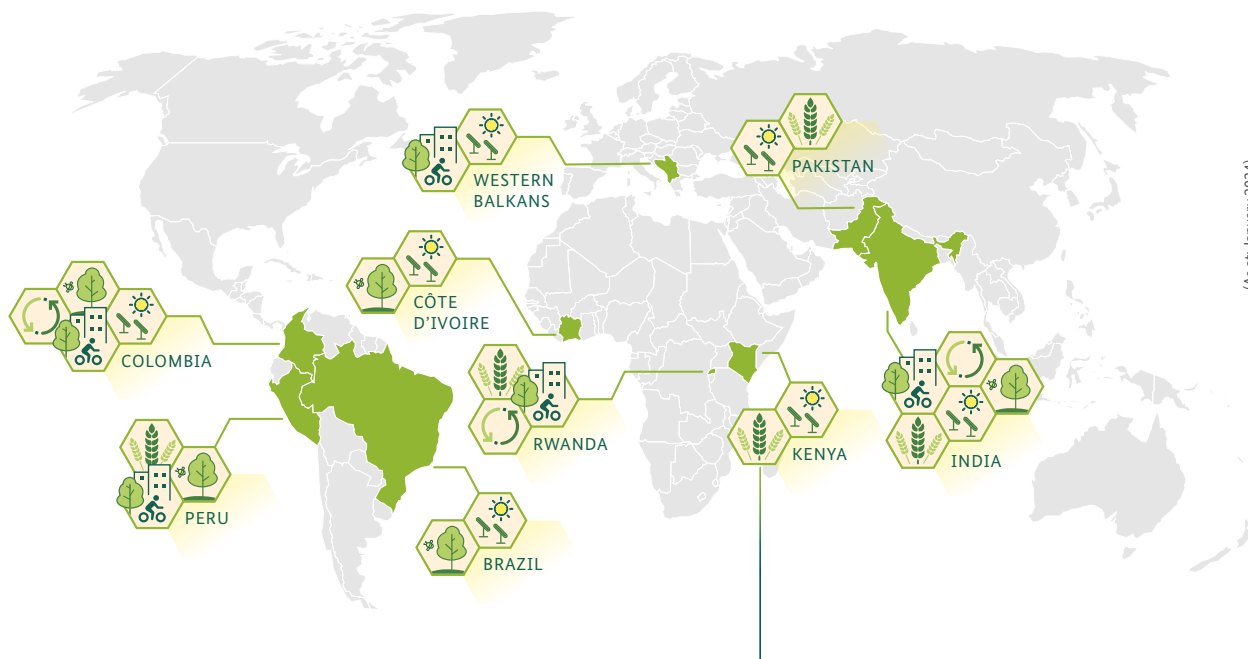 WESTERN
BALKANS
PAKISTAN
CÔTE
D’IVOIRE
COLOMBIA
RWANDA
KENYA
INDIA
PERU
BRAZIL